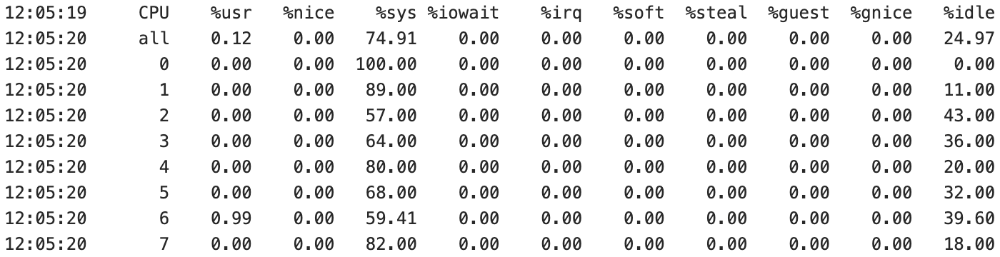 12:05:19     CPU    %usr   %nice    %sys %iowait    %irq   %soft  %steal  %guest  %gnice   %idle
12:05:20     all    0.12    0.00   74.91    0.00    0.00    0.00    0.00    0.00    0.00   24.97
12:05:20       0    0.00    0.00  100.00    0.00    0.00    0.00    0.00    0.00    0.00    0.00
12:05:20       1    0.00    0.00   89.00    0.00    0.00    0.00    0.00    0.00    0.00   11.00
12:05:20       2    0.00    0.00   57.00    0.00    0.00    0.00    0.00    0.00    0.00   43.00
12:05:20       3    0.00    0.00   64.00    0.00    0.00    0.00    0.00    0.00    0.00   36.00
12:05:20       4    0.00    0.00   80.00    0.00    0.00    0.00    0.00    0.00    0.00   20.00
12:05:20       5    0.00    0.00   68.00    0.00    0.00    0.00    0.00    0.00    0.00   32.00
12:05:20       6    0.99    0.00   59.41    0.00    0.00    0.00    0.00    0.00    0.00   39.60
12:05:20       7    0.00    0.00   82.00    0.00    0.00    0.00    0.00    0.00    0.00   18.00